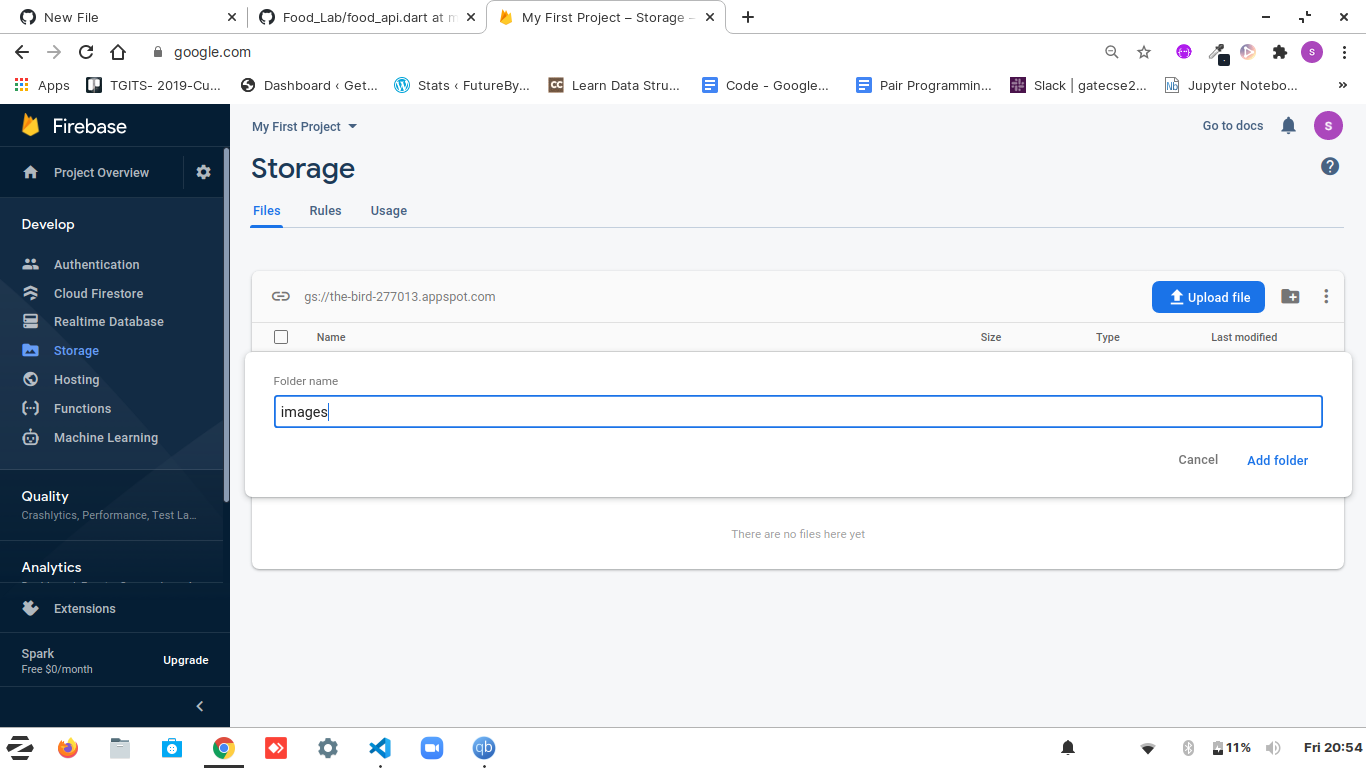 New File
Food_Lab/food_api.dart at m
My First Project – Storage –
google.com
S
Apps
TGITS- 2019-Cu...
Dashboard ‹ Get...
Stats ‹ FutureBy...
CC
Learn Data Stru...
Code - Google...
Pair Programmin...
Slack | gatecse2...
Nb
Jupyter Notebo...
»
Firebase
My First Project
Go to docs
S
Project Overview
Storage
?
Files
Rules
Usage
Develop
Authentication
Cloud Firestore
Realtime Database
Storage
Hosting
Functions
Machine Learning
gs://the-bird-277013.appspot.com
Upload file
Name
Size
Type
Last modified
Folder name
images
Cancel
Add folder
There are no files here yet
Quality
Crashlytics, Performance, Test La...
Analytics
Extensions
Spark
Free $0/month
Upgrade
qb
11%
Fri 20:54